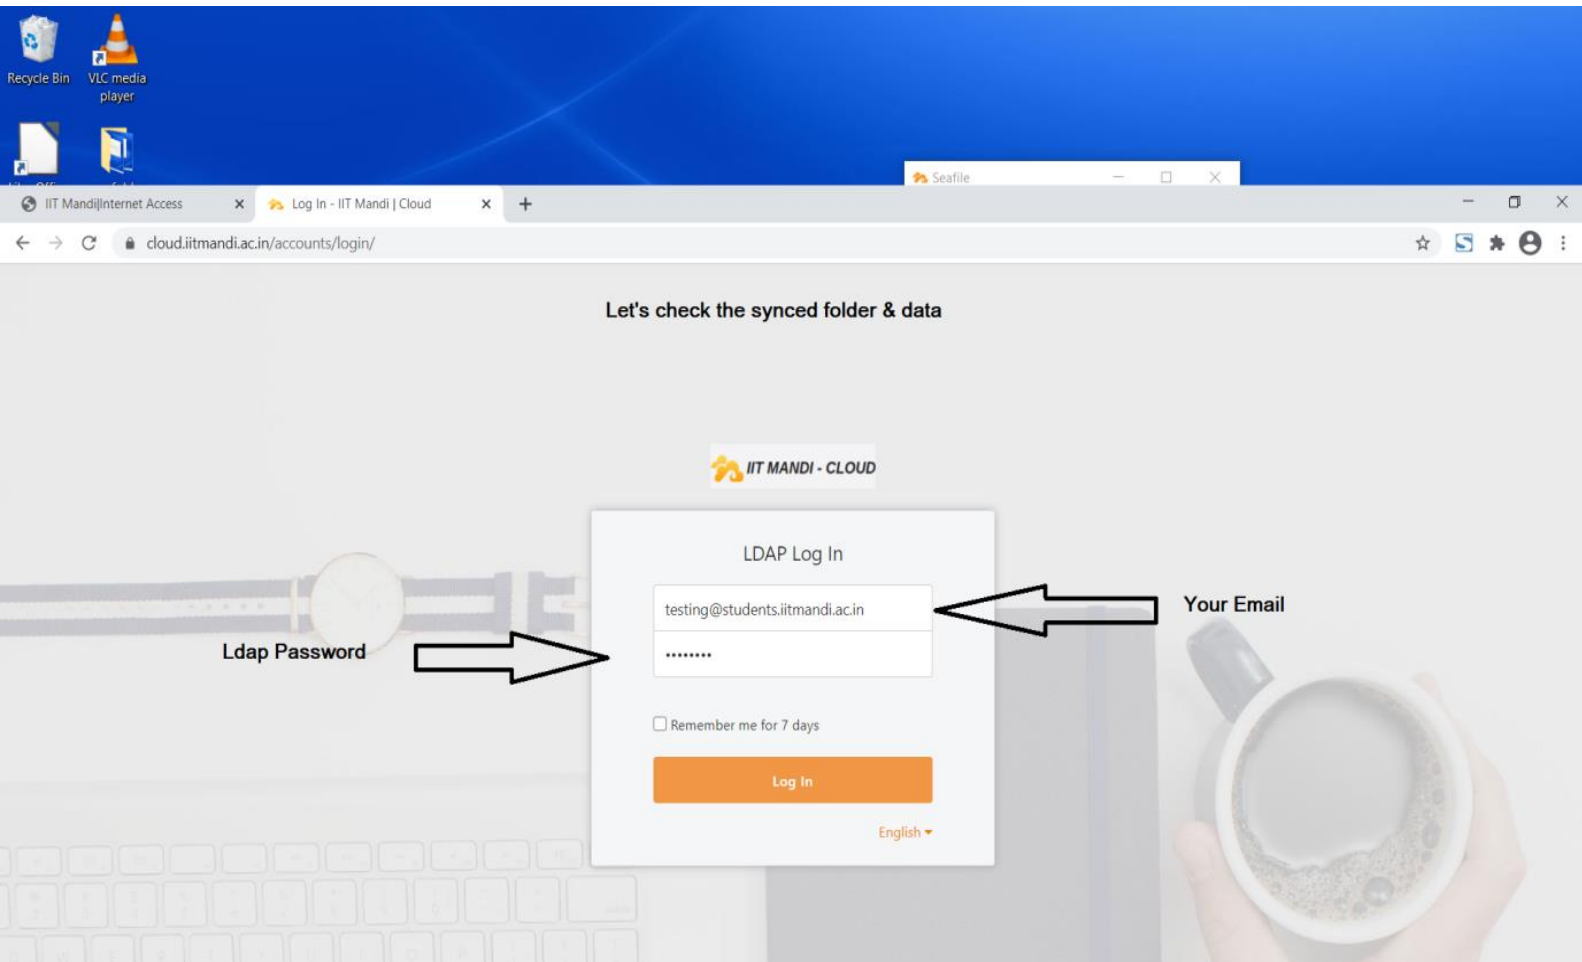 Recycle Bin
VLC media
player
Seafile
IIT Mandi|Internet Access
Log In - IIT Mandi | Cloud
cloud.iitmandi.ac.in/accounts/login/
Let's check the synced folder & data
IIT MANDI - CLOUD
LDAP Log In
testing@students.iitmandi.ac.in
Your Email
Ldap Password
••••••••
Remember me for 7 days
Log In
English